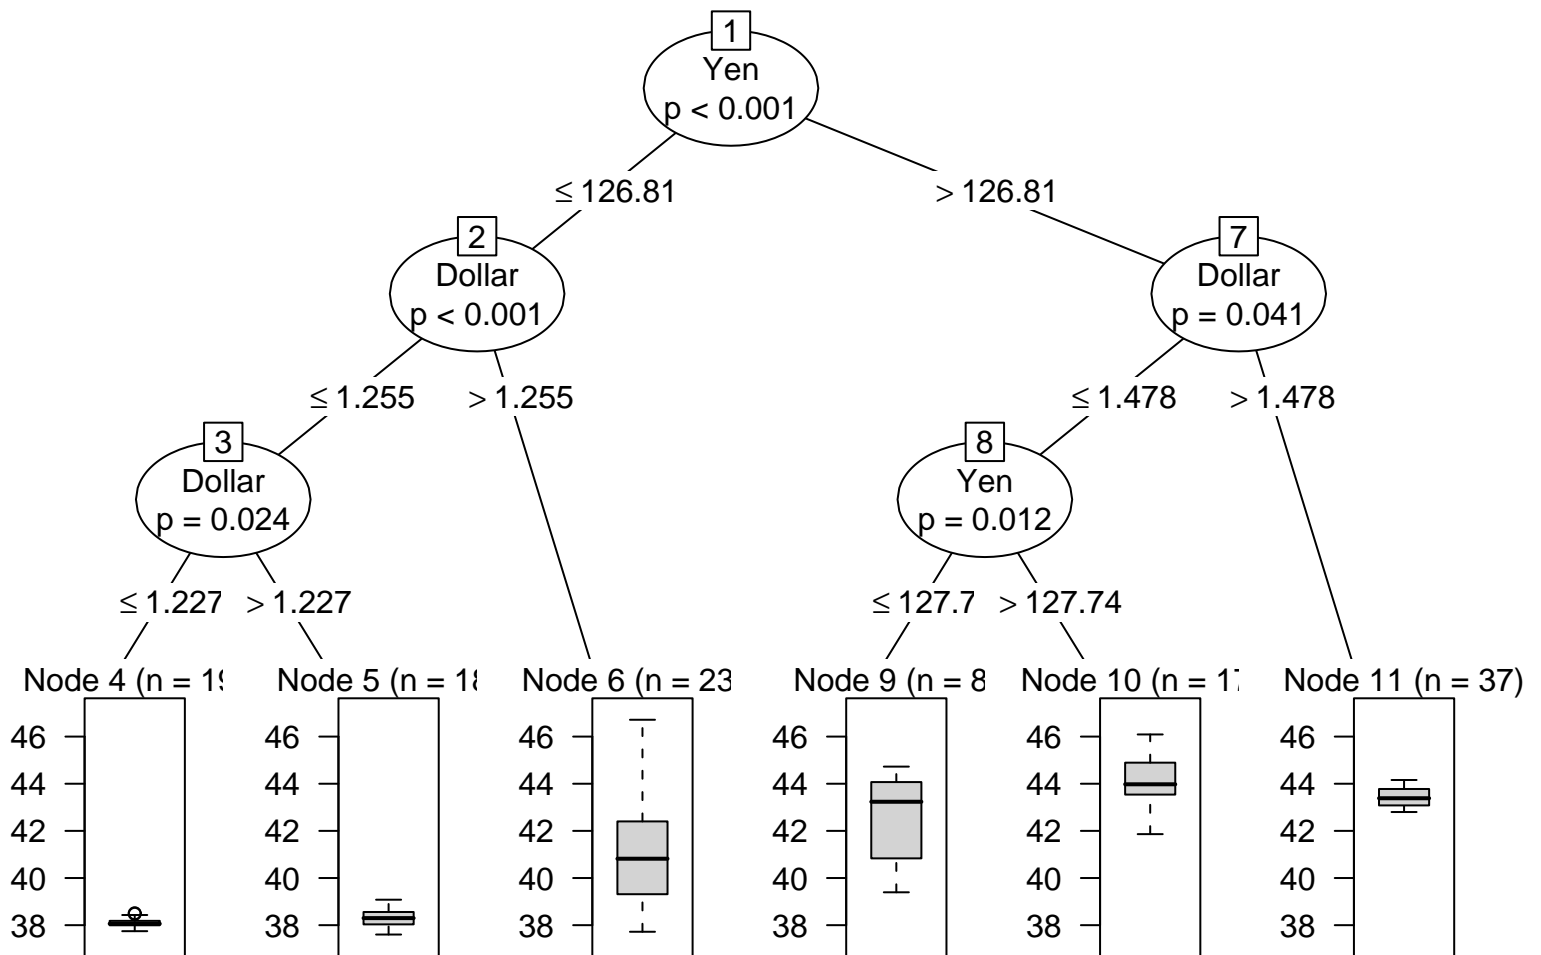 1
Yen
p < 0.001
≤ 126.81
> 126.81
2
Dollar
p < 0.001
7
Dollar
p = 0.041
≤ 1.255
> 1.255
≤ 1.478
> 1.478
3
Dollar
p = 0.024
8
Yen
p = 0.012
≤ 1.227
> 1.227
≤ 127.7
> 127.74
Node 4 (n = 19
Node 5 (n = 18
Node 6 (n = 23
Node 9 (n = 8
Node 10 (n = 17
Node 11 (n = 37)
46
44
42
40
38
46
44
42
40
38
46
44
42
40
38
46
44
42
40
38
46
44
42
40
38
46
44
42
40
38